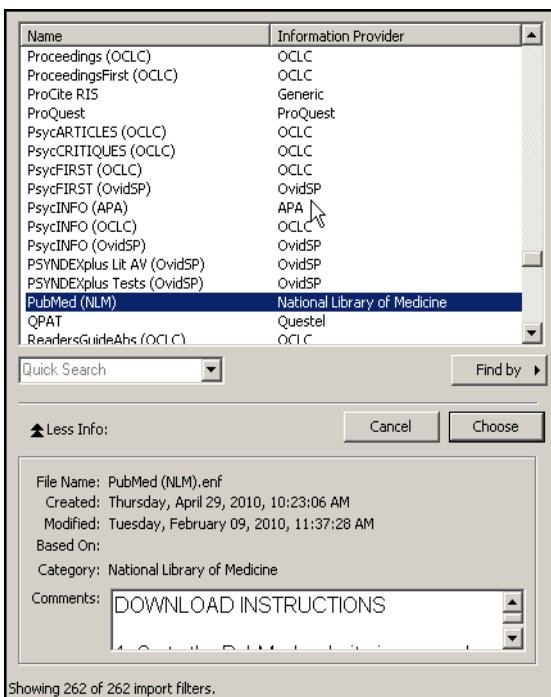 Name Information Provider
Proceedings (OCLC) OCLC
ProceedingsFirst (OCLC) OCLC
ProCite RIS Generic
ProQuest ProQuest
PsycARTICLES (OCLC) OCLC
PsycCRITIQUES (OCLC) OCLC
PsycFIRST (OCLC) OCLC
PsycFIRST (OvidSP) OvidSP
PsycINFO (APA) APA
PsycINFO (OCLC) OCLC
PsycINFO (OvidSP) OvidSP
PSYNDEXplus Lit AV (OvidSP) OvidSP
PSYNDEXplus Tests (OvidSP) OvidSP
PubMed (NLM) National Library of Medicine
QPAT Questel
ReadersGuideAbs (OCLC) OCLC
Quick Search Find by
Less Info: Cancel Choose
File Name: PubMed (NLM).enf
Created: Thursday, April 29, 2010, 10:23:06 AM
Modified: Tuesday, February 09, 2010, 11:37:28 AM
Based On:
Category: National Library of Medicine
Comments: DOWNLOAD INSTRUCTIONS
Showing 262 of 262 import filters.